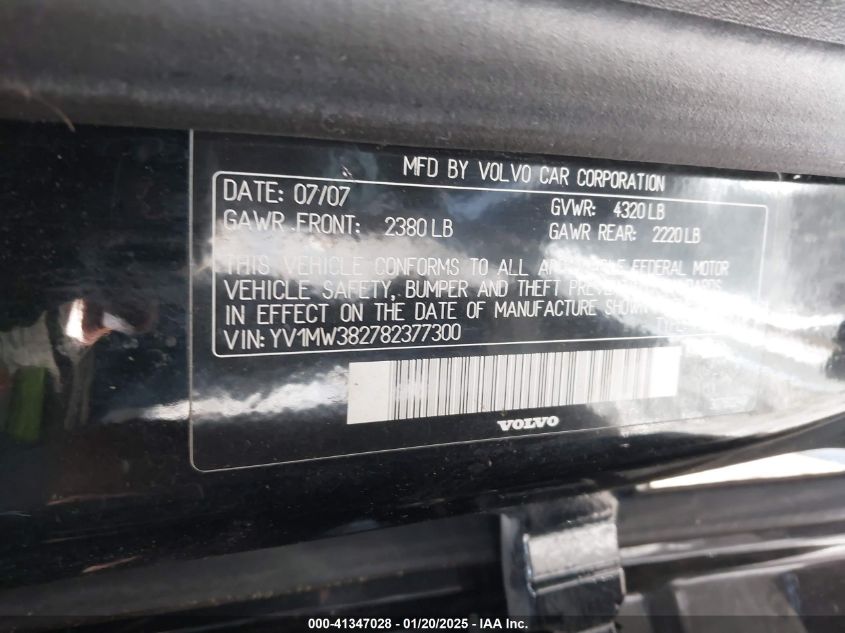 MFD BY VOLVO CAR CORPORATION
DATE: 07/07 GVWR: 4320 LB
GAWR FRONT: 2380 LB GAWR REAR: 2220 LB
THIS VEHICLE CONFORMS TO ALL FEDERAL MOTOR
VEHICLE SAFETY, BUMPER AND THEFT
IN EFFECT ON THE DATE OF MANUFACTURE
VIN: YV1MW382782377300
VOLVO
000-41347028 - 01/20/2025 - IAA Inc.